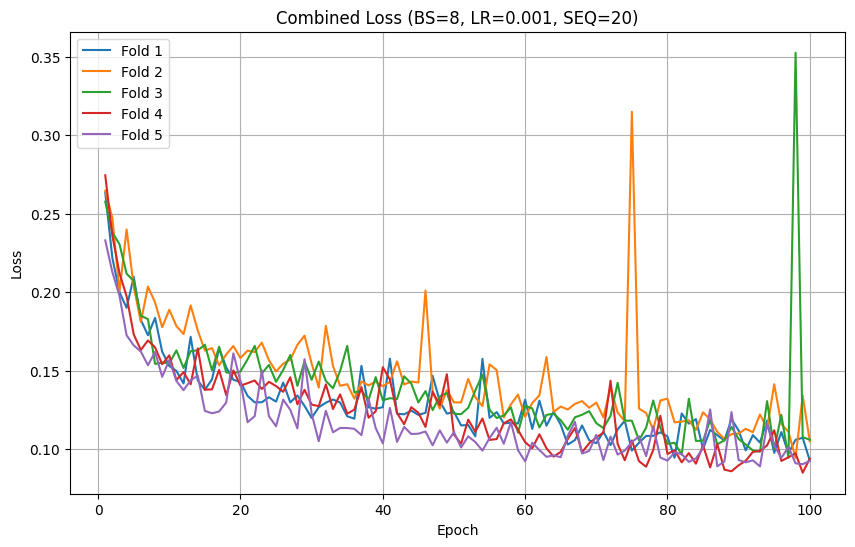 Combined Loss (BS=8, LR=0.001, SEQ=20)
Fold 1
Fold 2
Fold 3
Fold 4
Fold 5
0.35
0.30
0.25
0.20
0.15
0.10
Loss
0 20 40 60 80 100
Epoch